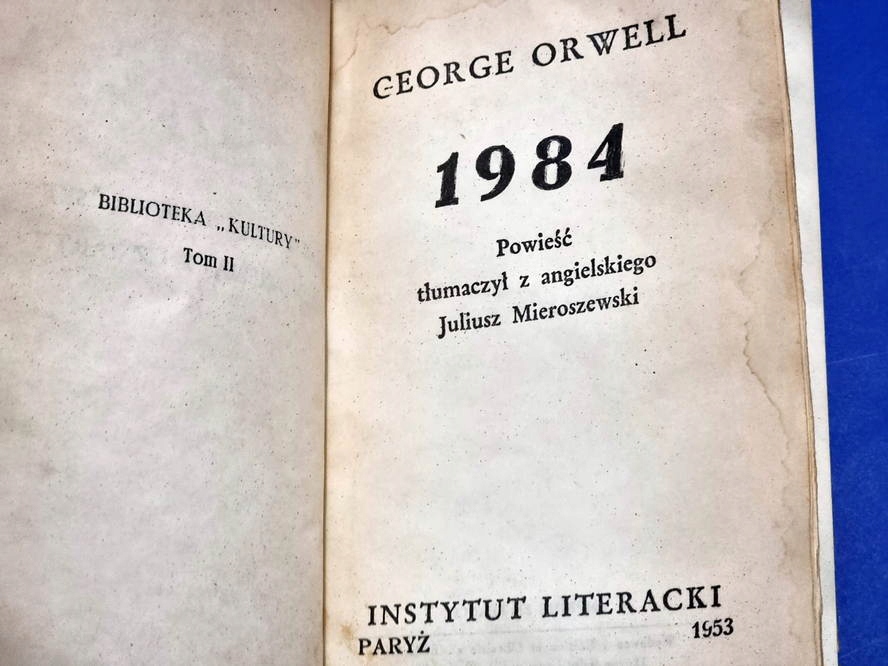 BIBLIOTEKA „KULTURY"
Tom II
GEORGE ORWELL
1984
Powieść
tłumaczył z angielskiego
Juliusz Mieroszewski
INSTYTUT LITERACKI
PARYŻ 1953